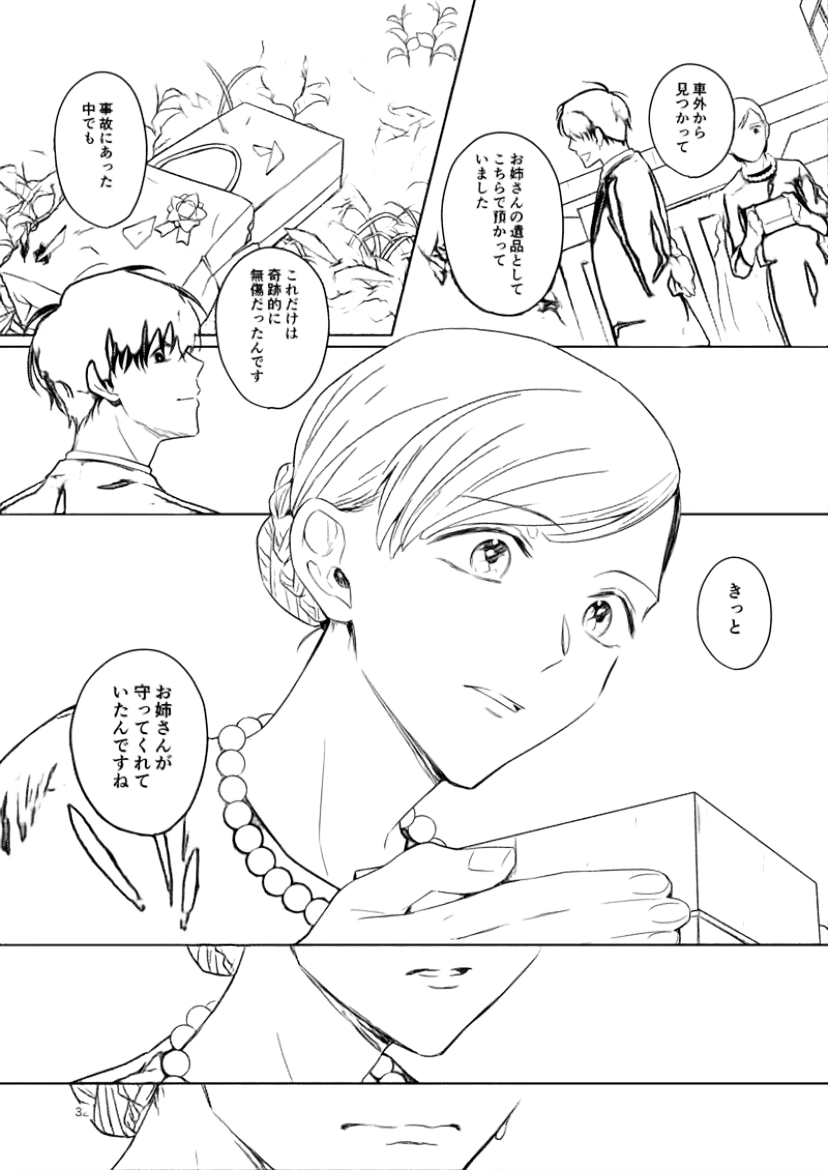 車外から
見つかって
お姉さんの遺品として
こちらで預かって
いました
事故にあった
中でも
これだけは
奇跡的に
無傷だったんです
きっと
お姉さんが
守ってくれて
いたんですね